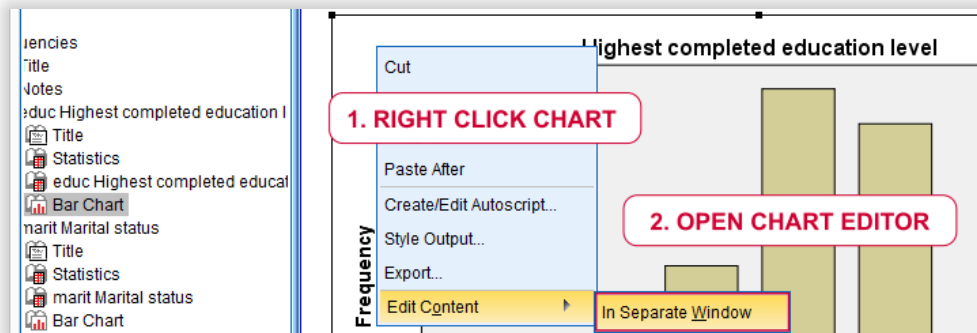 uencies
Title
Notes
educ Highest completed education l
Title
Statistics
educ Highest completed educat
Bar Chart
marit Marital status
Title
Statistics
marit Marital status
Bar Chart
Highest completed education level
Frequency
Cut
1. RIGHT CLICK CHART
Paste After
Create/Edit Autoscript...
Style Output...
Export...
Edit Content
In Separate Window
2. OPEN CHART EDITOR